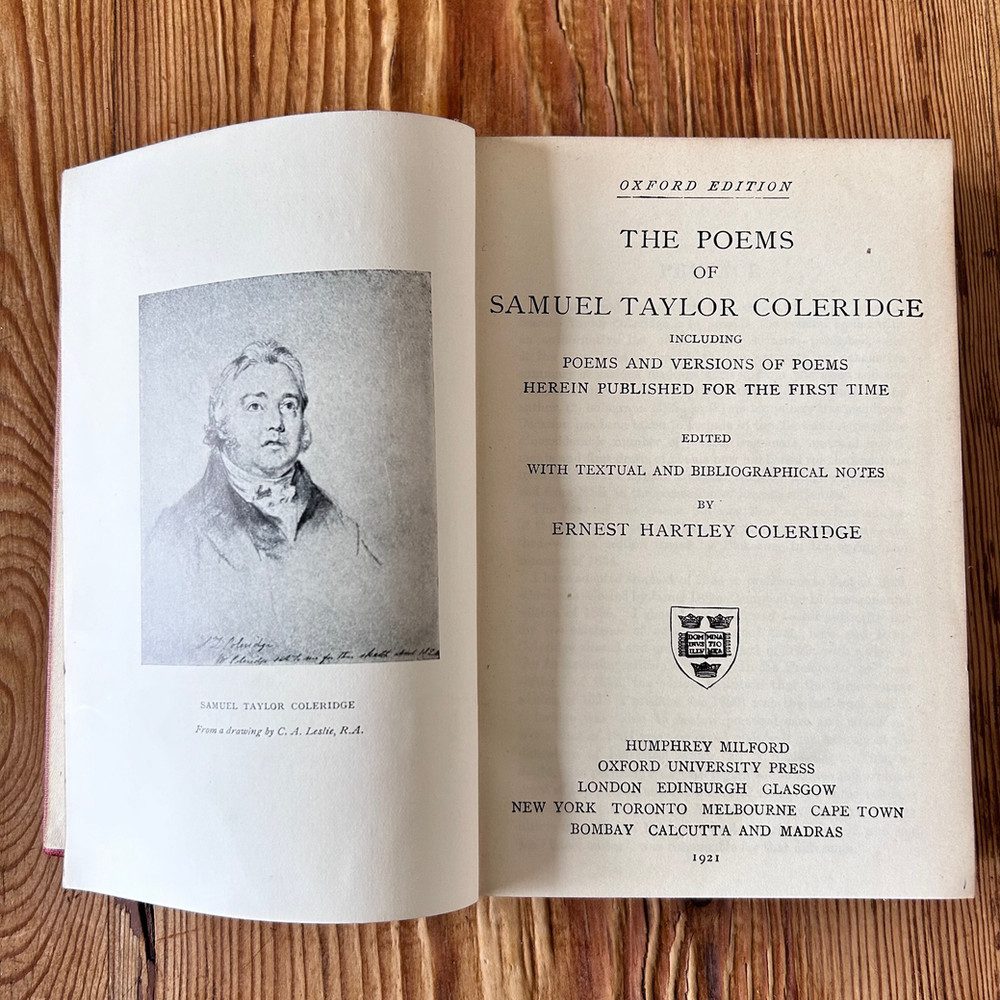 S T Coleridge
SAMUEL TAYLOR COLERIDGE
From a drawing by C. A. Leslie, R.A.
OXFORD EDITION
THE POEMS
OF
SAMUEL TAYLOR COLERIDGE
INCLUDING
POEMS AND VERSIONS OF POEMS
HEREIN PUBLISHED FOR THE FIRST TIME
EDITED
WITH TEXTUAL AND BIBLIOGRAPHICAL NOTES
BY
ERNEST HARTLEY COLERIDGE
DOM MINA
INVS TIO
ILLV MEA
HUMPHREY MILFORD
OXFORD UNIVERSITY PRESS
LONDON EDINBURGH GLASGOW
NEW YORK TORONTO MELBOURNE CAPE TOWN
BOMBAY CALCUTTA AND MADRAS
1921